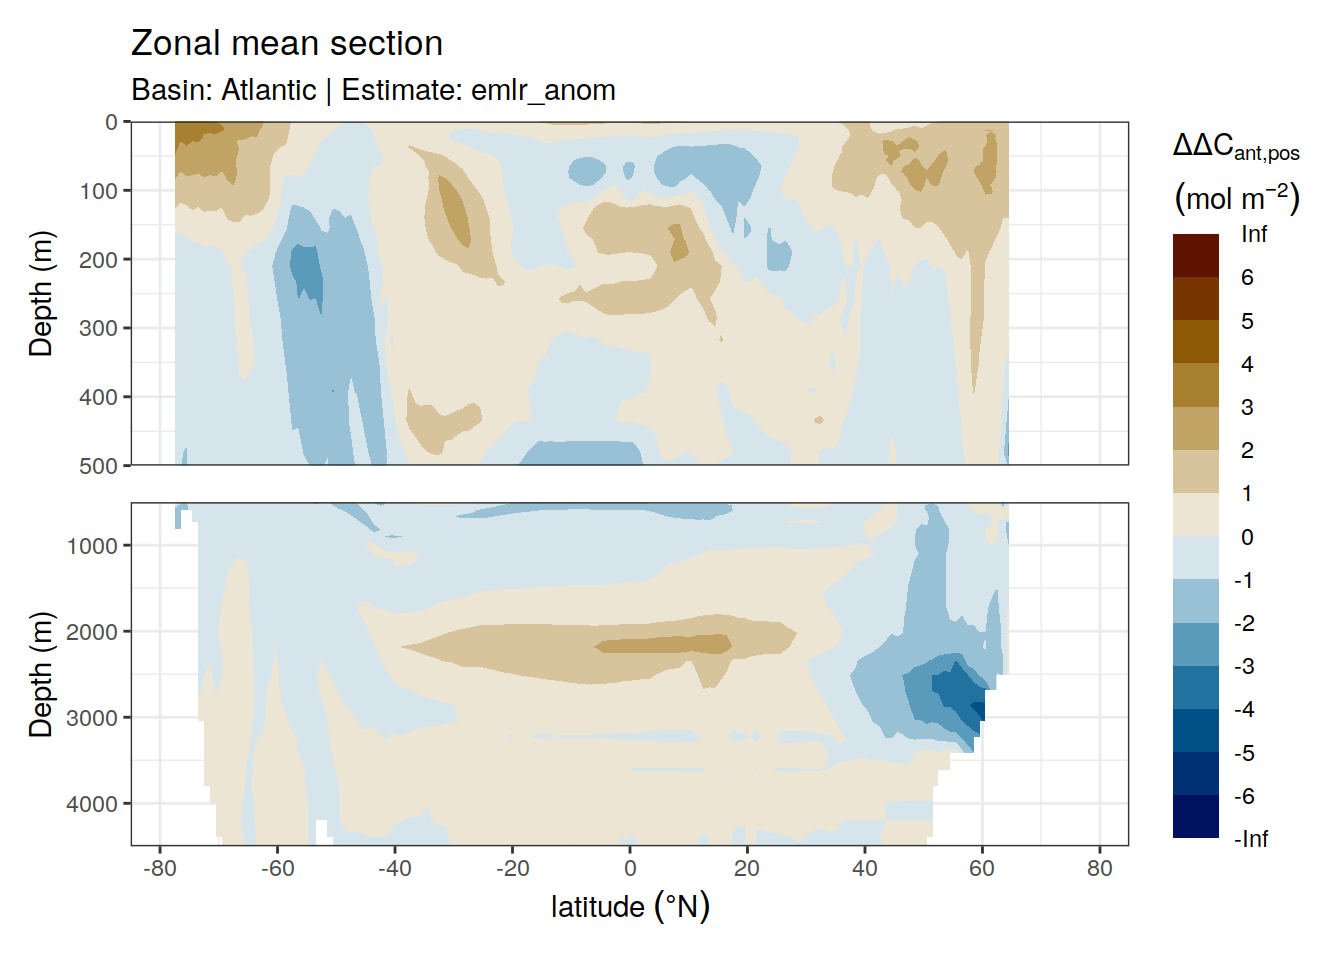 Zonal mean section
Basin: Atlantic | Estimate: emlr_anom
0
100
200
300
400
500
Depth (m)
1000
2000
3000
4000
Depth (m)
-80 -60 -40 -20 0 20 40 60 80
latitude (°N)
ΔΔCant,pos
(mol m−2)
Inf
6
5
4
3
2
1
0
-1
-2
-3
-4
-5
-6
-Inf